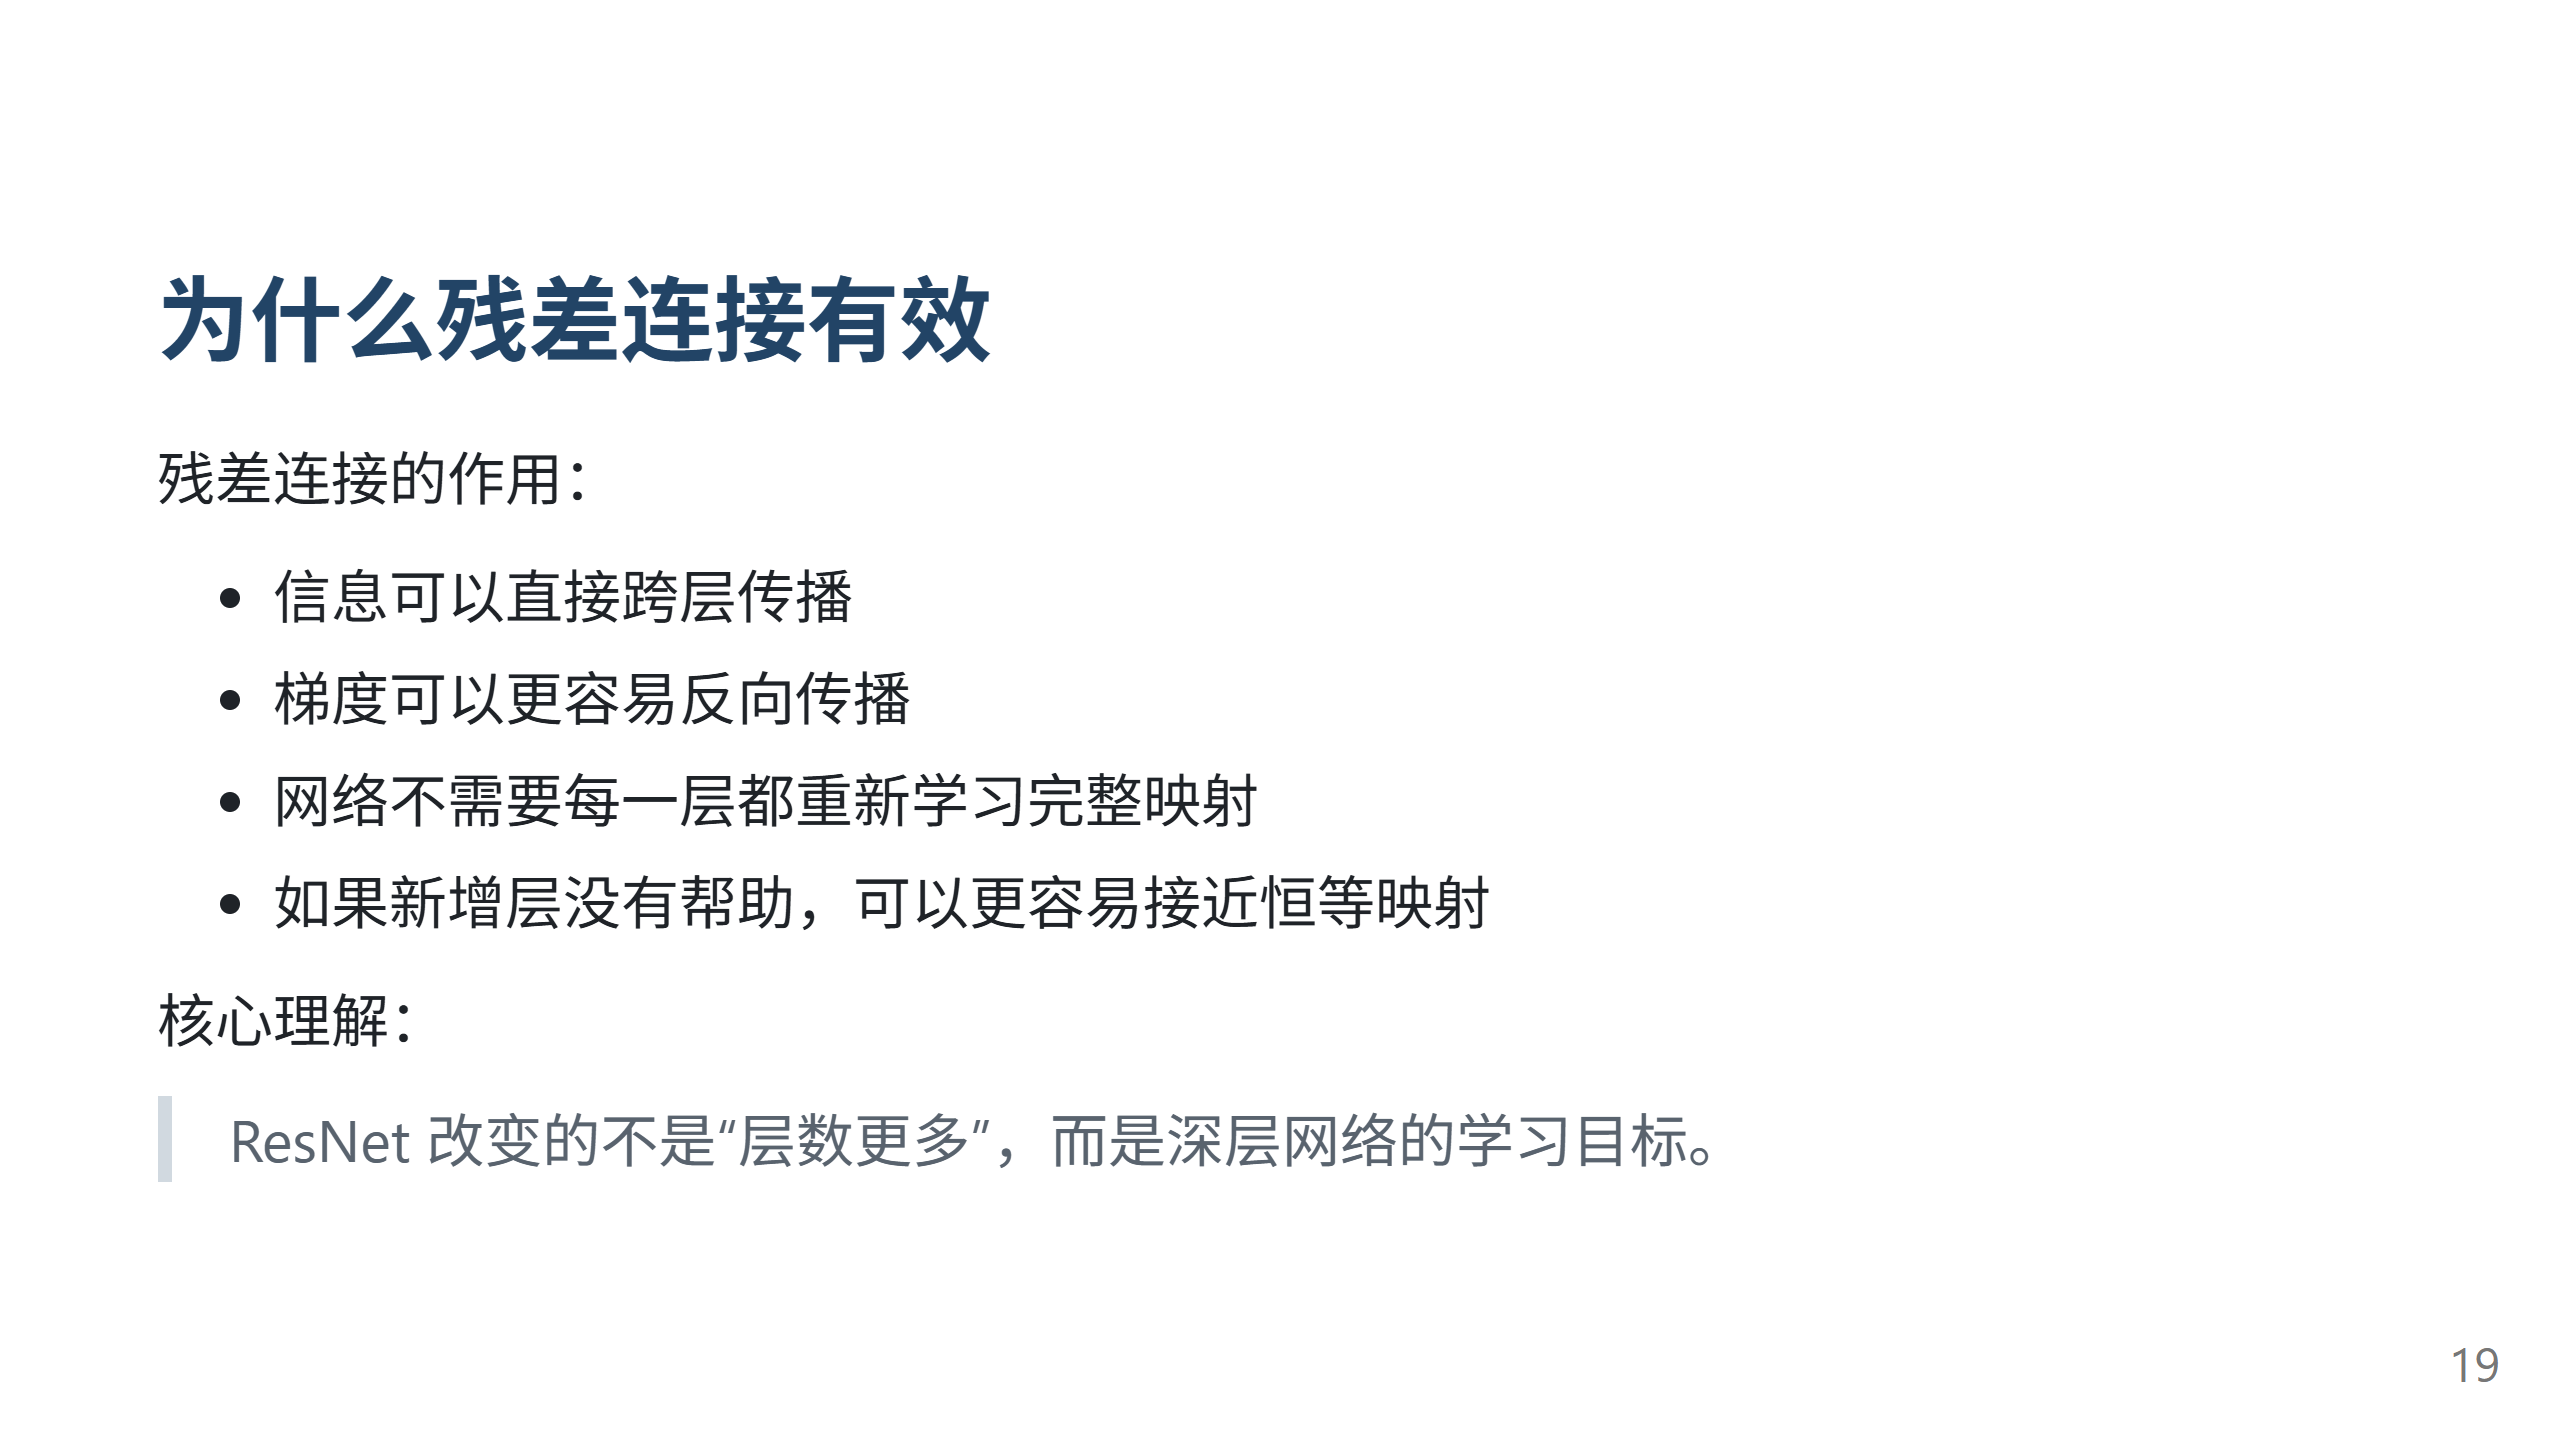 为什么残差连接有效
残差连接的作用：
• 信息可以直接跨层传播
• 梯度可以更容易反向传播
• 网络不需要每一层都重新学习完整映射
• 如果新增层没有帮助，可以更容易接近恒等映射
核心理解：
ResNet 改变的不是“层数更多”，而是深层网络的学习目标。
19